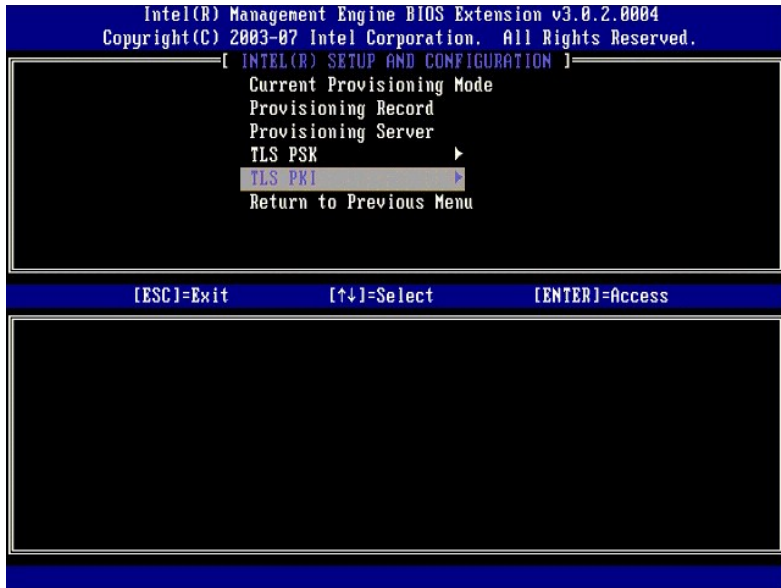 Intel(R) Management Engine BIOS Extension v3.0.2.0004
Copyright(C) 2003-07 Intel Corporation. All Rights Reserved.
[ INTEL(R) SETUP AND CONFIGURATION ]
Current Provisioning Mode
Provisioning Record
Provisioning Server
TLS PSK ►
TLS PKI ►
Return to Previous Menu
[ESC]=Exit [↑↓]=Select [ENTER]=Access